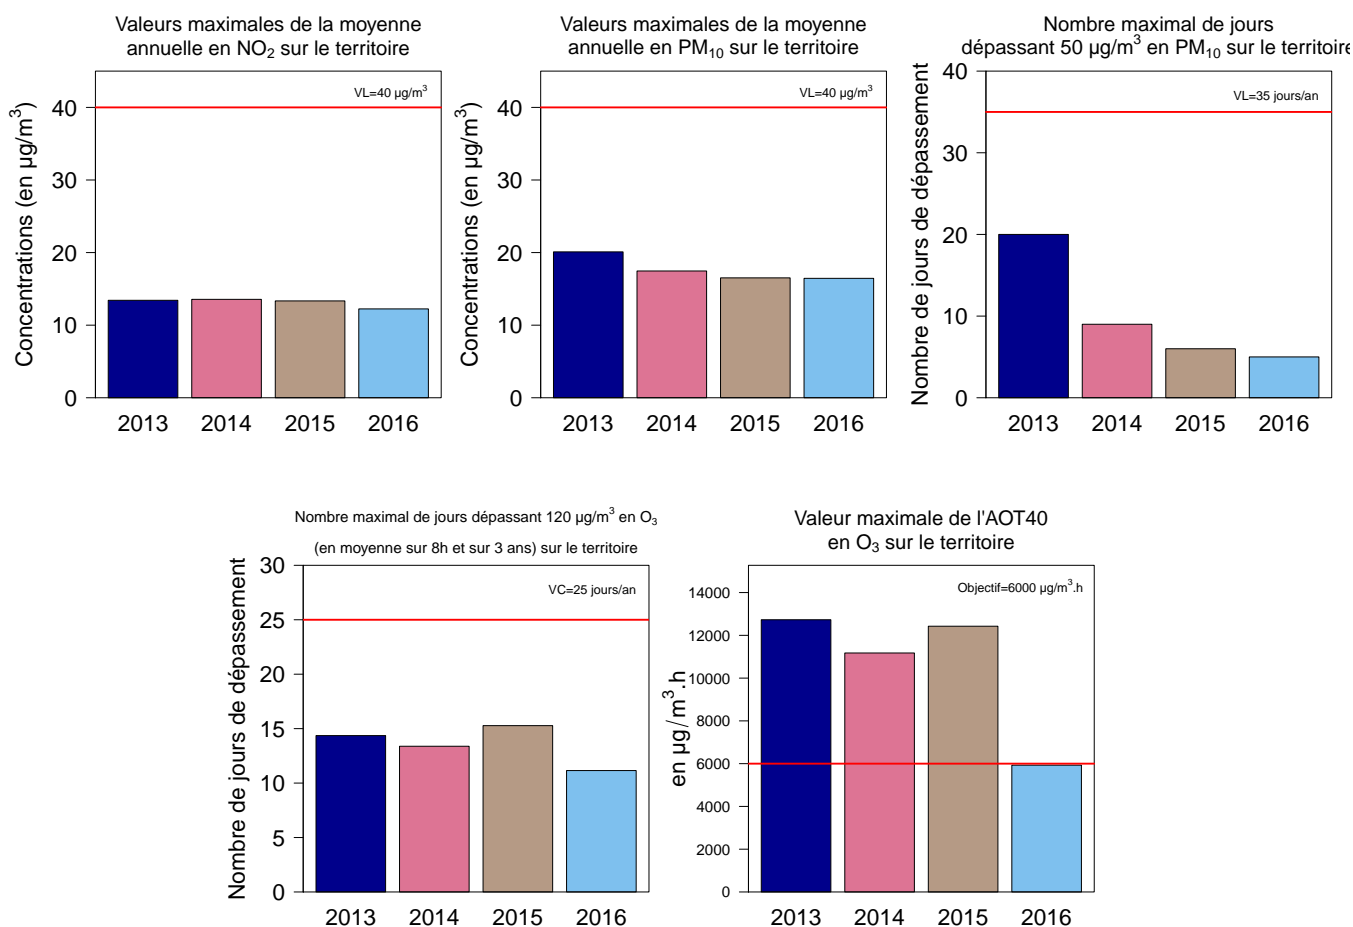 Valeurs maximales de la moyenne
annuelle en NO₂ sur le territoire
VL=40 µg/m³
Concentrations (en µg/m³)
40
30
20
10
0
2013 2014 2015 2016
Valeurs maximales de la moyenne
annuelle en PM₁₀ sur le territoire
VL=40 µg/m³
Concentrations (en µg/m³)
40
30
20
10
0
2013 2014 2015 2016
Nombre maximal de jours
dépassant 50 µg/m³ en PM₁₀ sur le territoire
VL=35 jours/an
Nombre de jours de dépassement
40
30
20
10
0
2013 2014 2015 2016
Nombre maximal de jours dépassant 120 µg/m³ en O₃
(en moyenne sur 8h et sur 3 ans) sur le territoire
VC=25 jours/an
Nombre de jours de dépassement
30
25
20
15
10
5
0
2013 2014 2015 2016
Valeur maximale de l'AOT40
en O₃ sur le territoire
Objectif=6000 µg/m³.h
en µg/m³.h
14000
12000
10000
8000
6000
4000
2000
0
2013 2014 2015 2016